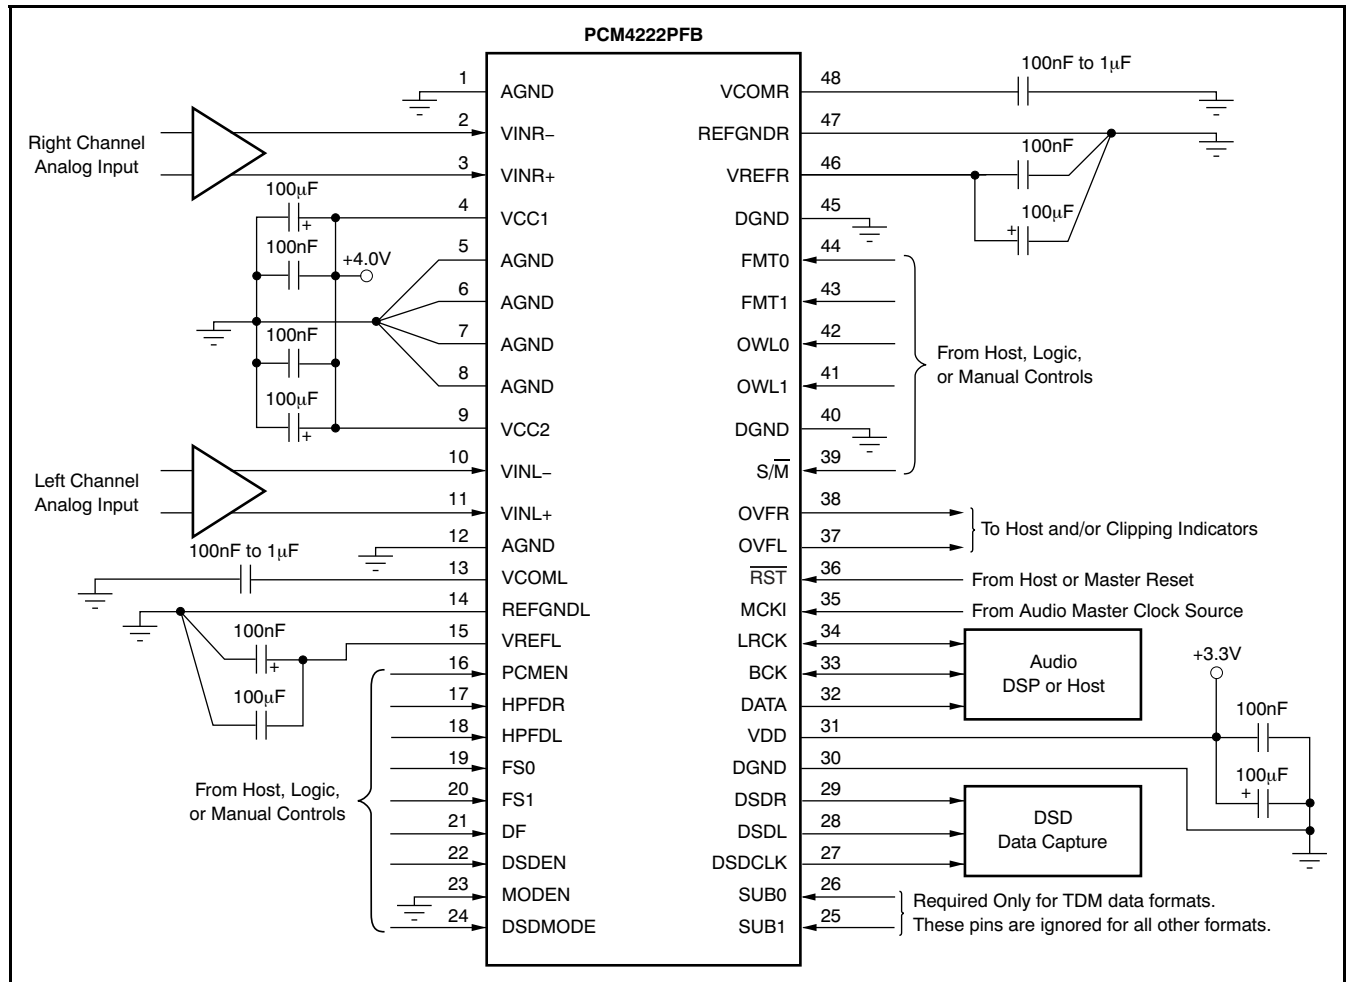 PCM4222PFB
Right Channel
Analog Input
100µF
100nF
+4.0V
100nF
100µF
Left Channel
Analog Input
100nF to 1µF
100nF
+
100µF
From Host, Logic,
or Manual Controls
1 AGND
2 VINR−
3 VINR+
4 VCC1
+
5 AGND
6 AGND
7 AGND
8 AGND
9 VCC2
+
10 VINL−
11 VINL+
12 AGND
13 VCOML
14 REFGNDL
15 VREFL
16 PCMEN
17 HPFDR
18 HPFDL
19 FS0
20 FS1
21 DF
22 DSDEN
23 MODEN
24 DSDMODE
VCOMR 48
REFGNDR 47
VREFR 46
DGND 45
FMT0 44
FMT1 43
OWL0 42
OWL1 41
DGND 40
S/M̅ 39
OVFR 38
OVFL 37
R̅S̅T̅ 36
MCKI 35
LRCK 34
BCK 33
DATA 32
VDD 31
DGND 30
DSDR 29
DSDL 28
DSDCLK 27
SUB0 26
SUB1 25
100nF to 1µF
100nF
100µF
+
From Host, Logic,
or Manual Controls
To Host and/or Clipping Indicators
From Host or Master Reset
From Audio Master Clock Source
Audio
DSP or Host
+3.3V
100nF
100µF
+
DSD
Data Capture
Required Only for TDM data formats.
These pins are ignored for all other formats.